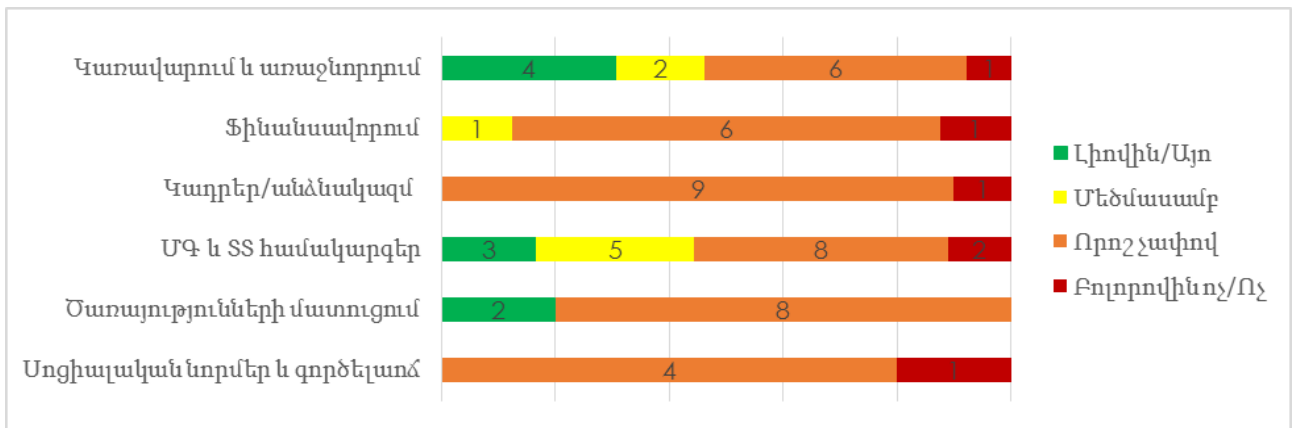 Կառավարում և առաջնորդում
4 2 6 1
Ֆինանսավորում
1 6 1
Կադրեր/անձնակազմ
9 1
ՄԳ և ՏՏ համակարգեր
3 5 8 2
Ծառայությունների մատուցում
2 8
Սոցիալական նորմեր և գործելաոճ
4 1
Լիովին/Այո
Մեծմասամբ
Որոշ չափով
Բոլորովին ոչ/Ոչ